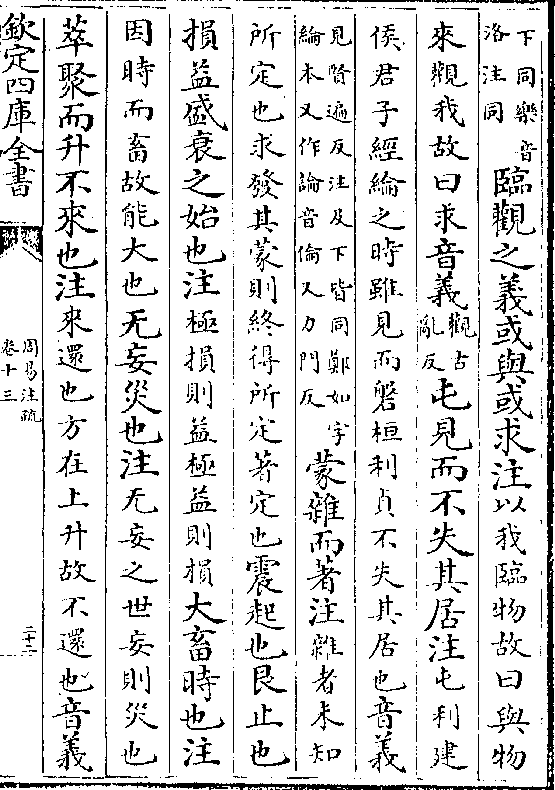 下同樂音
洛注同
臨觀之義或與或求注以我臨物故曰與物
來觀我故曰求音義觀古
亂反
屯見而不失其居注屯利建
侯君子經綸之時雖見而磐桓利貞不失其居也音義
見賢遍反注及下皆同鄭如字
綸本又作論音倫又力門反
蒙雜而著注雜者未知
所定也求發其蒙則終得所定著定也震起也艮止也
損益盛衰之始也注極損則益極益則損大畜時也注
因時而畜故能大也无妄災也注无妄之世妄則災也
萃聚而升不來也注來還也方在上升故不還也音義
欽定四庫全書
周易注疏
卷十三
二十二